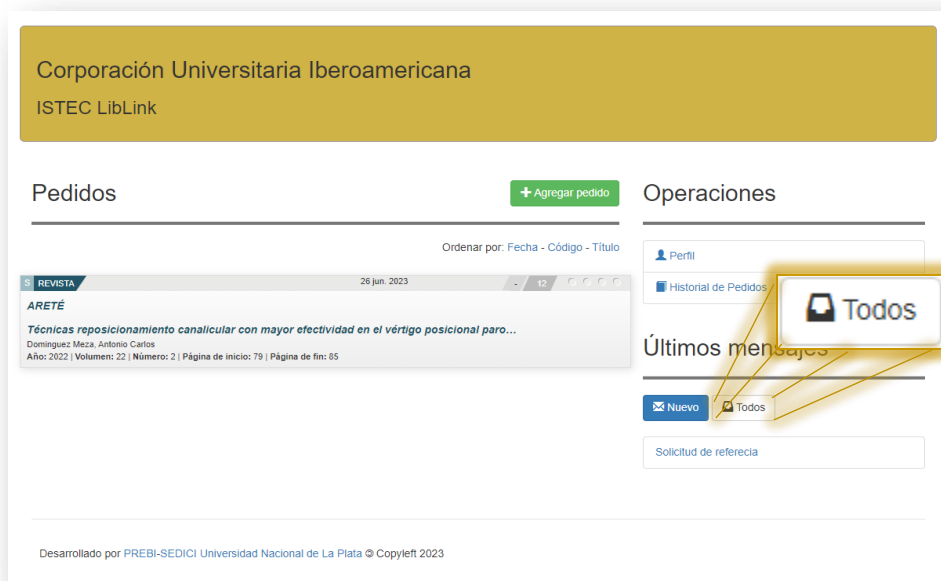 Corporación Universitaria Iberoamericana
ISTEC LibLink
Pedidos
Agregar pedido
Ordenar por: Fecha - Código - Título
S REVISTA 26 jun. 2023 - 12
ARETÉ
Técnicas reposicionamiento canalicular con mayor efectividad en el vértigo posicional paro...
Dominguez Meza, Antonio Carlos
Año: 2022 | Volumen: 22 | Número: 2 | Página de inicio: 79 | Página de fin: 85
Operaciones
Perfil
Historial de Pedidos
Todos
Últimos mensajes
Nuevo Todos
Solicitud de referecia
Desarrollado por PREBI-SEDICI Universidad Nacional de La Plata Copyleft 2023